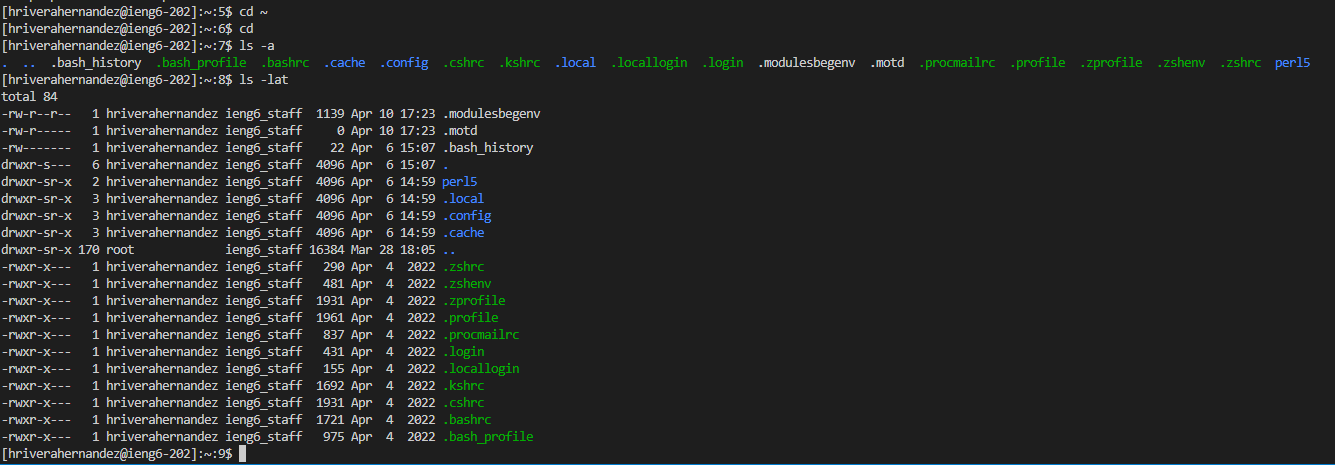 [hriverahernandez@ieng6-202]:~:5$ cd ~
[hriverahernandez@ieng6-202]:~:6$ cd
[hriverahernandez@ieng6-202]:~:7$ ls -a
.  ..  .bash_history  .bash_profile  .bashrc  .cache  .config  .cshrc  .kshrc  .local  .locallogin  .login  .modulesbegenv  .motd  .procmailrc  .profile  .zprofile  .zshenv  .zshrc  perl5
[hriverahernandez@ieng6-202]:~:8$ ls -lat
total 84
-rw-r--r--   1 hriverahernandez ieng6_staff  1139 Apr 10 17:23 .modulesbegenv
-rw-r-----   1 hriverahernandez ieng6_staff     0 Apr 10 17:23 .motd
-rw-------   1 hriverahernandez ieng6_staff    22 Apr  6 15:07 .bash_history
drwxr-s---   6 hriverahernandez ieng6_staff  4096 Apr  6 15:07 .
drwxr-sr-x   2 hriverahernandez ieng6_staff  4096 Apr  6 14:59 perl5
drwxr-sr-x   3 hriverahernandez ieng6_staff  4096 Apr  6 14:59 .local
drwxr-sr-x   3 hriverahernandez ieng6_staff  4096 Apr  6 14:59 .config
drwxr-sr-x   3 hriverahernandez ieng6_staff  4096 Apr  6 14:59 .cache
drwxr-sr-x 170 root             ieng6_staff 16384 Mar 28 18:05 ..
-rwxr-x---   1 hriverahernandez ieng6_staff   290 Apr  4  2022 .zshrc
-rwxr-x---   1 hriverahernandez ieng6_staff   481 Apr  4  2022 .zshenv
-rwxr-x---   1 hriverahernandez ieng6_staff  1931 Apr  4  2022 .zprofile
-rwxr-x---   1 hriverahernandez ieng6_staff  1961 Apr  4  2022 .profile
-rwxr-x---   1 hriverahernandez ieng6_staff   837 Apr  4  2022 .procmailrc
-rwxr-x---   1 hriverahernandez ieng6_staff   431 Apr  4  2022 .login
-rwxr-x---   1 hriverahernandez ieng6_staff   155 Apr  4  2022 .locallogin
-rwxr-x---   1 hriverahernandez ieng6_staff  1692 Apr  4  2022 .kshrc
-rwxr-x---   1 hriverahernandez ieng6_staff  1931 Apr  4  2022 .cshrc
-rwxr-x---   1 hriverahernandez ieng6_staff  1721 Apr  4  2022 .bashrc
-rwxr-x---   1 hriverahernandez ieng6_staff   975 Apr  4  2022 .bash_profile
[hriverahernandez@ieng6-202]:~:9$